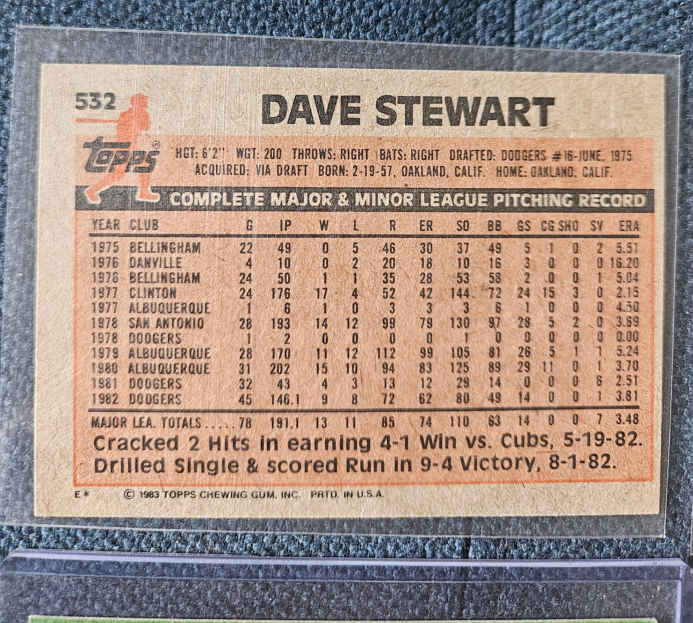 532
DAVE STEWART
Topps®
HGT: 6'2" WGT: 200 THROWS: RIGHT BATS: RIGHT DRAFTED: DODGERS #16-JUNE, 1975
ACQUIRED: VIA DRAFT BORN: 2-19-57, OAKLAND, CALIF. HOME: OAKLAND, CALIF.
COMPLETE MAJOR & MINOR LEAGUE PITCHING RECORD
YEAR CLUB G IP W L R ER SO BB GS CG SHO SV ERA
1975 BELLINGHAM 22 49 0 5 46 30 37 49 5 1 0 2 5.51
1976 DANVILLE 4 10 0 2 20 18 10 16 3 0 0 0 16.20
1976 BELLINGHAM 24 50 1 1 35 28 53 58 2 0 0 1 5.04
1977 CLINTON 24 176 17 4 52 42 144 72 24 15 3 0 2.15
1977 ALBUQUERQUE 1 6 1 0 3 3 3 6 1 0 0 0 4.50
1978 SAN ANTONIO 28 193 14 12 99 79 130 97 28 5 2 0 3.69
1978 DODGERS 1 2 0 0 0 0 1 0 0 0 0 0 0.00
1979 ALBUQUERQUE 28 170 11 12 112 99 105 81 26 5 1 1 5.24
1980 ALBUQUERQUE 31 202 15 10 94 83 125 89 29 11 0 1 3.70
1981 DODGERS 32 43 4 3 13 12 29 14 0 0 0 6 2.51
1982 DODGERS 45 146.1 9 8 72 62 80 49 14 0 0 1 3.81
MAJOR LEA. TOTALS.....78 191.1 13 11 85 74 110 63 14 0 0 7 3.48
Cracked 2 Hits in earning 4-1 Win vs. Cubs, 5-19-82.
Drilled Single & scored Run in 9-4 Victory, 8-1-82.
E* © 1983 TOPPS CHEWING GUM, INC. PRTD. IN U.S.A.